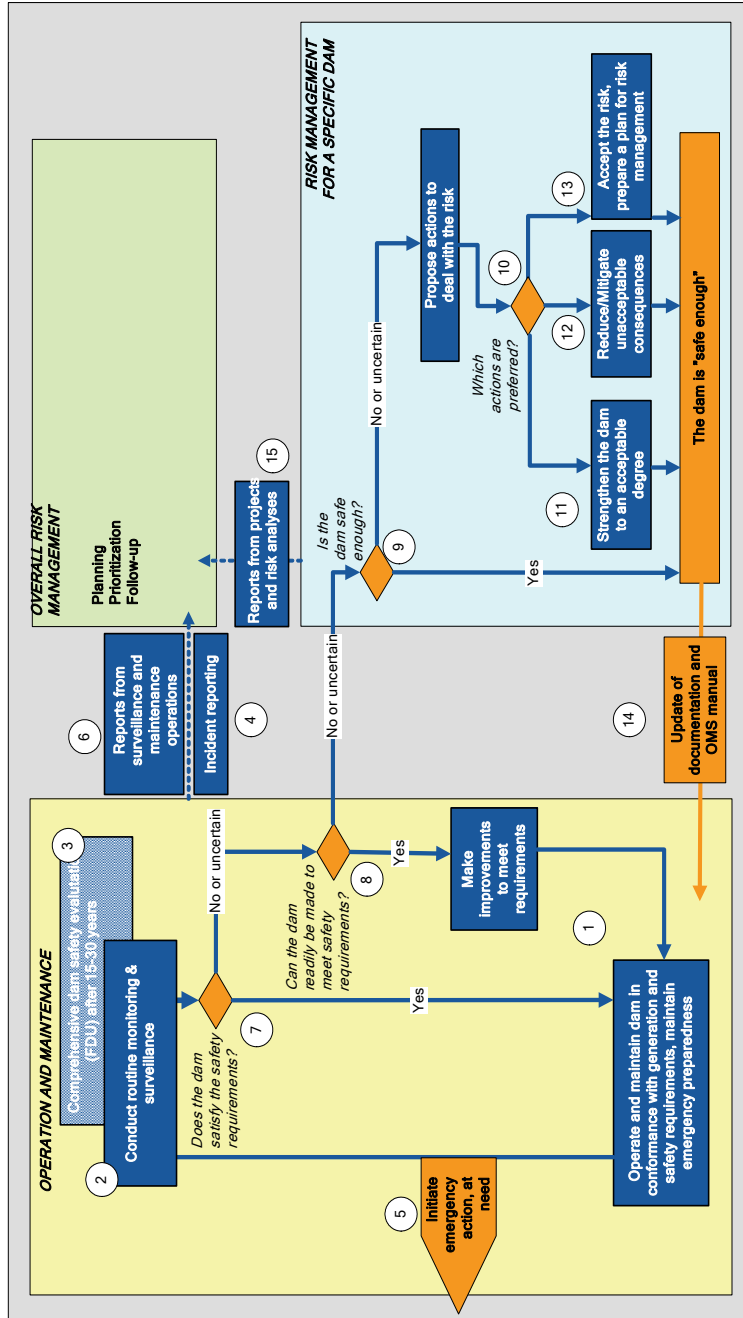 OPERATION AND MAINTENANCE
3
Comprehensive dam safety evalutati
(FDU) after 15-30 years
2
Conduct routine monitoring &
surveillance
Does the dam
satisfy the safety
requirements?
7
No or uncertain
Yes
Can the dam
readily be made to
meet safety
requirements?
8
Yes
No or uncertain
Make
improvements
to meet
requirements
1
Operate and maintain dam in
conformance with generation and
safety requirements, maintain
emergency preparedness
5
Initiate
emergency
action, at
need
6
Reports from
surveillance and
maintenance
operations
Incident reporting
4
OVERALL RISK
MANAGEMENT
Planning
Prioritization
Follow-up
Reports from projects
and risk analyses
15
RISK MANAGEMENT
FOR A SPECIFIC DAM
Is the
dam safe
enough?
9
No or uncertain
Yes
Propose actions to
deal with the risk
Which
actions are
preferred?
10
11
Strengthen the dam
to an acceptable
degree
12
Reduce/Mitigate
unacceptable
consequences
13
Accept the risk,
prepare a plan for risk
management
The dam is "safe enough"
14
Update of
documentation and
OMS manual